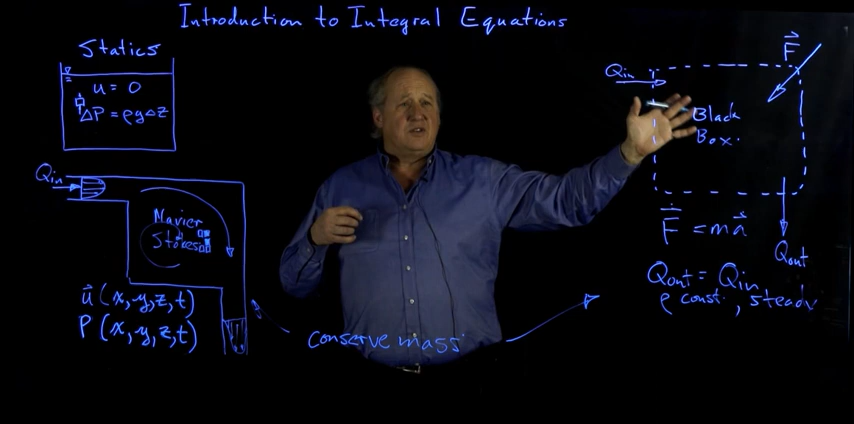 Introduction to Integral Equations
Statics
u = 0
ΔP = ρgΔz
Qin
Navier
Stokes
u⃗ (x, y, z, t)
P (x, y, z, t)
conserve mass
Qin
F⃗
Black
Box.
F⃗ = ma⃗
Qout
Qout = Qin
ρ const., steady